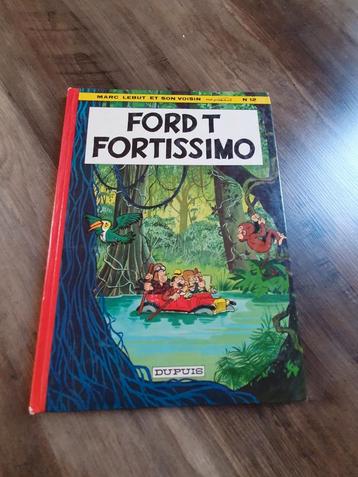 MARC LEBUT ET SON VOISIN N°12
FORD T
FORTISSIMO
DUPUIS